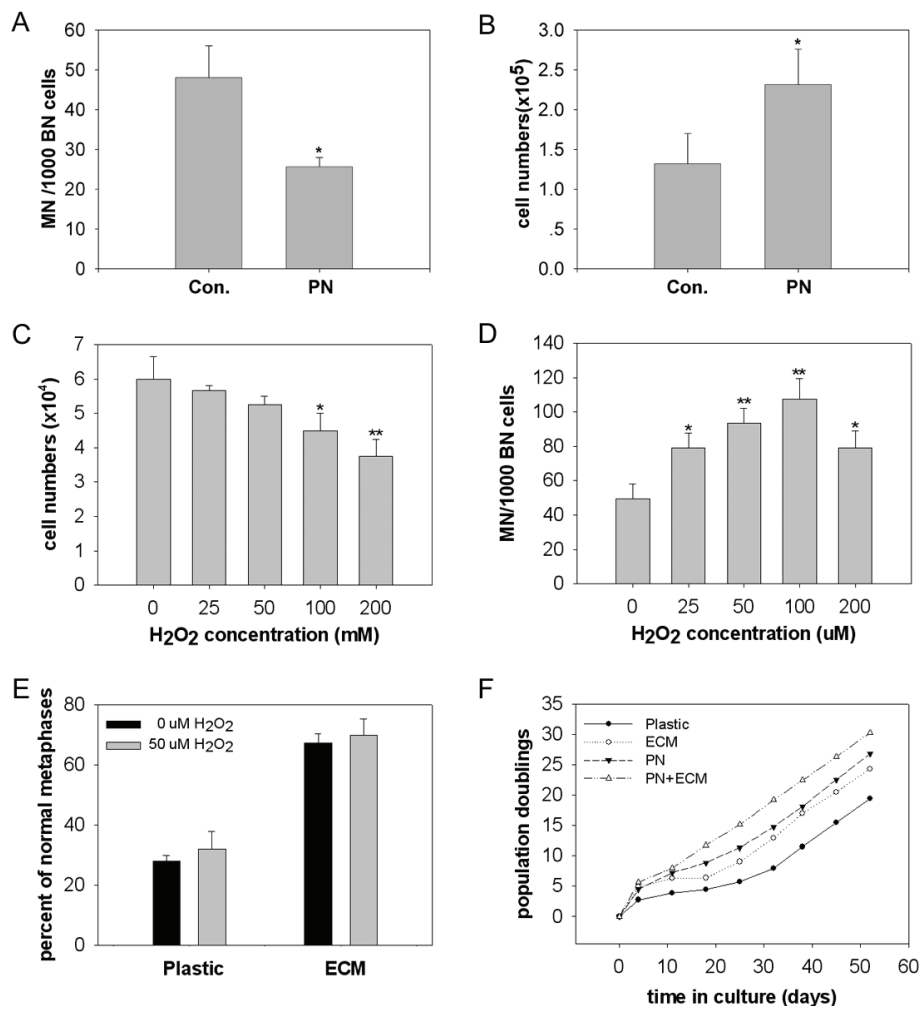 A
MN /1000 BN cells
60
50
40
30
20
10
0
*
Con. PN
B
cell numbers(x10⁵)
3.0
2.5
2.0
1.5
1.0
.5
0.0
*
Con. PN
C
cell numbers (x10⁴)
7
6
5
4
3
2
1
0
*
**
0 25 50 100 200
H₂O₂ concentration (mM)
D
MN/1000 BN cells
140
120
100
80
60
40
20
0
*
**
**
*
0 25 50 100 200
H₂O₂ concentration (uM)
E
percent of normal metaphases
80
60
40
20
0
0 uM H₂O₂
50 uM H₂O₂
Plastic ECM
F
population doublings
35
30
25
20
15
10
5
0
Plastic
ECM
PN
PN+ECM
0 10 20 30 40 50 60
time in culture (days)